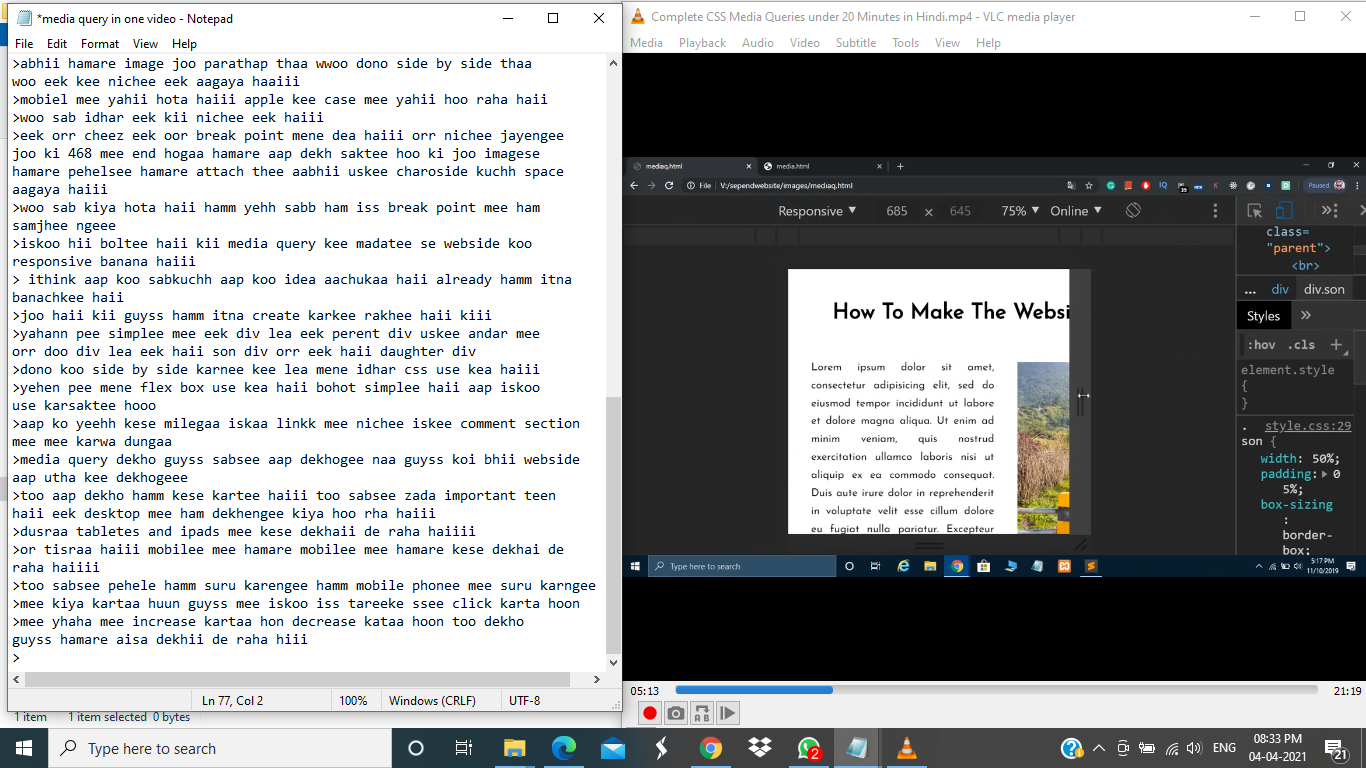 *media query in one video - Notepad
File Edit Format View Help
>abhii hamare image joo parathap thaa wwoo dono side by side thaa
woo eek kee nichee eek aagaya haaiii
>mobiel mee yahii hota haiii apple kee case mee yahii hoo raha haii
>woo sab idhar eek kii nichee eek haiii
>eek orr cheez eek oor break point mene dea haiii orr nichee jayengee
joo ki 468 mee end hogaa hamare aap dekh saktee hoo ki joo imagese
hamare pehelsee hamare attach thee aabhii uskee charoside kuchh space
aagaya haiii
>woo sab kiya hota haii hamm yehh sabb ham iss break point mee ham
samjhee ngeee
>iskoo hii boltee haii kii media query kee madatee se webside koo
responsive banana haiii
> ithink aap koo sabkuchh aap koo idea aachukaa haii already hamm itna
banachkee haii
>joo haii kii guyss hamm itna create karkee rakhee haii kiii
>yahann pee simplee mee eek div lea eek perent div uskee andar mee
orr doo div lea eek haii son div orr eek haii daughter div
>dono koo side by side karnee kee lea mene idhar css use kea haiii
>yehen pee mene flex box use kea haiii bohot simplee haii aap iskoo
use karsaktee hooo
>aap ko yeehh kese milegaa iskaa linkk mee nichee iskee comment section
mee mee karwa dungaa
>media query dekho guyss sabsee aap dekhogee naa guyss koi bhii webside
aap utha kee dekhogeee
>too aap dekho hamm kese kartee haiii too sabsee zada important teen
haii eek desktop mee ham dekhengee kiya hoo rha haiii
>dusraa tabletes and ipads mee kese dekhaii de raha haiiii
>or tisraa haiii mobilee mee hamare mobilee mee hamare kese dekhai de
raha haiiii
>too sabsee pehele hamm suru karengee hamm mobile phonee mee suru karngee
>mee kiya kartaa huun guyss mee iskoo iss tareeke ssee click karta hoon
>mee yhaha mee increase kartaa hon decrease kataa hoon too dekho
guyss hamare aisa dekhii de raha hiii
>
Ln 77, Col 2 100% Windows (CRLF) UTF-8
1 item 1 item selected 0 bytes
Complete CSS Media Queries under 20 Minutes in Hindi.mp4 - VLC media player
Media Playback Audio Video Subtitle Tools View Help
mediaq.html media.html
File V:/sependwebsite/images/mediaq.html Paused
Responsive 685 x 645 75% Online
class=
"parent">
<br>
... div div.son
Styles
:hov .cls
element.style
{
}
. style.css:29
son {
width: 50%;
padding: 0
5%;
box-sizing
:
border-
box;
How To Make The Websi
Lorem ipsum dolor sit amet,
consectetur adipisicing elit, sed do
eiusmod tempor incididunt ut labore
et dolore magna aliqua. Ut enim ad
minim veniam, quis nostrud
exercitation ullamco laboris nisi ut
aliquip ex ea commodo consequat.
Duis aute irure dolor in reprehenderit
in voluptate velit esse cillum dolore
eu fugiat nulla pariatur. Excepteur
Type here to search
5:17 PM
11/10/2019
05:13 21:19
Type here to search
2
ENG
08:33 PM
04-04-2021
21